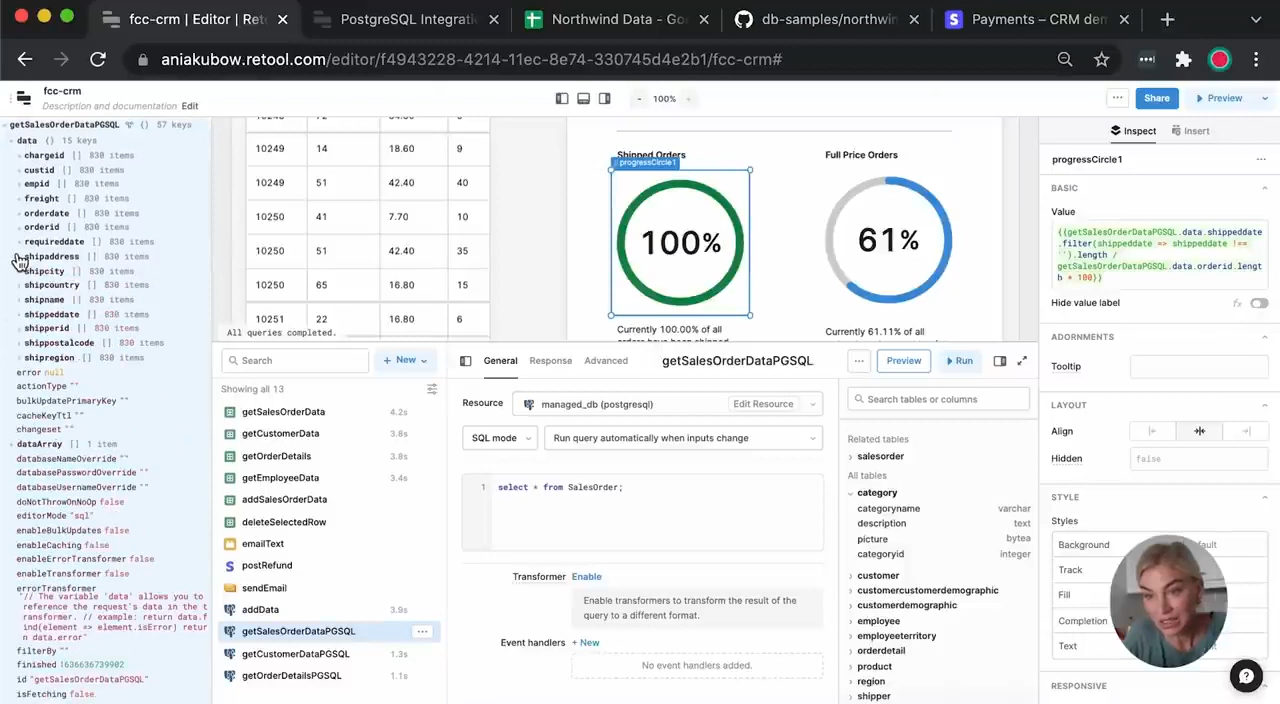 fcc-crm | Editor | Ret
PostgreSQL Integrati
Northwind Data - Go
db-samples/northwin
Payments – CRM den
aniakubow.retool.com/editor/f4943228-4214-11ec-8e74-330745d4e2b1/fcc-crm#
fcc-crm
Description and documentation Edit
- 100% +
Share
Preview
getSalesOrderDataPGSQL {} 57 keys
data {} 15 keys
chargeid [] 830 items
custid [] 830 items
empid [] 830 items
freight [] 830 items
orderdate [] 830 items
orderid [] 830 items
requireddate [] 830 items
shipaddress [] 830 items
shipcity [] 830 items
shipcountry [] 830 items
shipname [] 830 items
shippeddate [] 830 items
shipperid [] 830 items
shippostalcode [] 830 items
shipregion [] 830 items
error null
actionType ""
bulkUpdatePrimaryKey ""
cacheKeyTtl ""
changeset ""
dataArray [] 1 item
databaseNameOverride ""
databasePasswordOverride ""
databaseUsernameOverride ""
doNotThrowOnNoOp false
editorMode "sql"
enableBulkUpdates false
enableCaching false
enableErrorTransformer false
enableTransformer false
errorTransformer
"// The variable 'data' allows you to
reference the request's data in the t
ransformer. // example: return data.f
ind(element => element.isError) retur
n data.error"
filterBy ""
finished 1636636739902
id "getSalesOrderDataPGSQL"
isFetching false
10249 14 18.60 9
10249 51 42.40 40
10250 41 7.70 10
10250 51 42.40 35
10250 65 16.80 15
10251 22 16.80 6
All queries completed.
Shipped Orders
progressCircle1
100%
Currently 100.00% of all
orders have been shipped
Full Price Orders
61%
Currently 61.11% of all
Search
+ New
Showing all 13
getSalesOrderData 4.2s
getCustomerData 3.8s
getOrderDetails 3.8s
getEmployeeData 3.4s
addSalesOrderData
deleteSelectedRow
emailText
postRefund
sendEmail
addData 3.9s
getSalesOrderDataPGSQL
getCustomerDataPGSQL 1.3s
getOrderDetailsPGSQL 1.1s
General Response Advanced
getSalesOrderDataPGSQL
Preview
Run
Resource managed_db (postgresql) Edit Resource
SQL mode
Run query automatically when inputs change
1 select * from SalesOrder;
Transformer Enable
Enable transformers to transform the result of the
query to a different format.
Event handlers + New
No event handlers added.
Search tables or columns
Related tables
salesorder
All tables
category
categoryname varchar
description text
picture bytea
categoryid integer
customer
customercustomerdemographic
customerdemographic
employee
employeeterritory
orderdetail
product
region
shipper
Inspect
Insert
progressCircle1
BASIC
Value
{{getSalesOrderDataPGSQL.data.shippeddate
.filter(shippeddate => shippeddate !==
'').length /
getSalesOrderDataPGSQL.data.orderid.lengt
h * 100}}
Hide value label fx
ADORNMENTS
Tooltip
LAYOUT
Align
Hidden false
STYLE
Styles
Background
Track
Fill
Completion
Text
RESPONSIVE